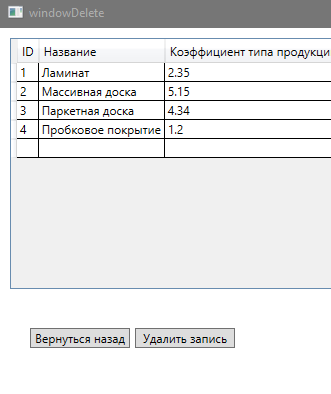 windowDelete
ID Название Коэффициент типа продукци
1 Ламинат 2.35
2 Массивная доска 5.15
3 Паркетная доска 4.34
4 Пробковое покрытие 1.2
Вернуться назад Удалить запись